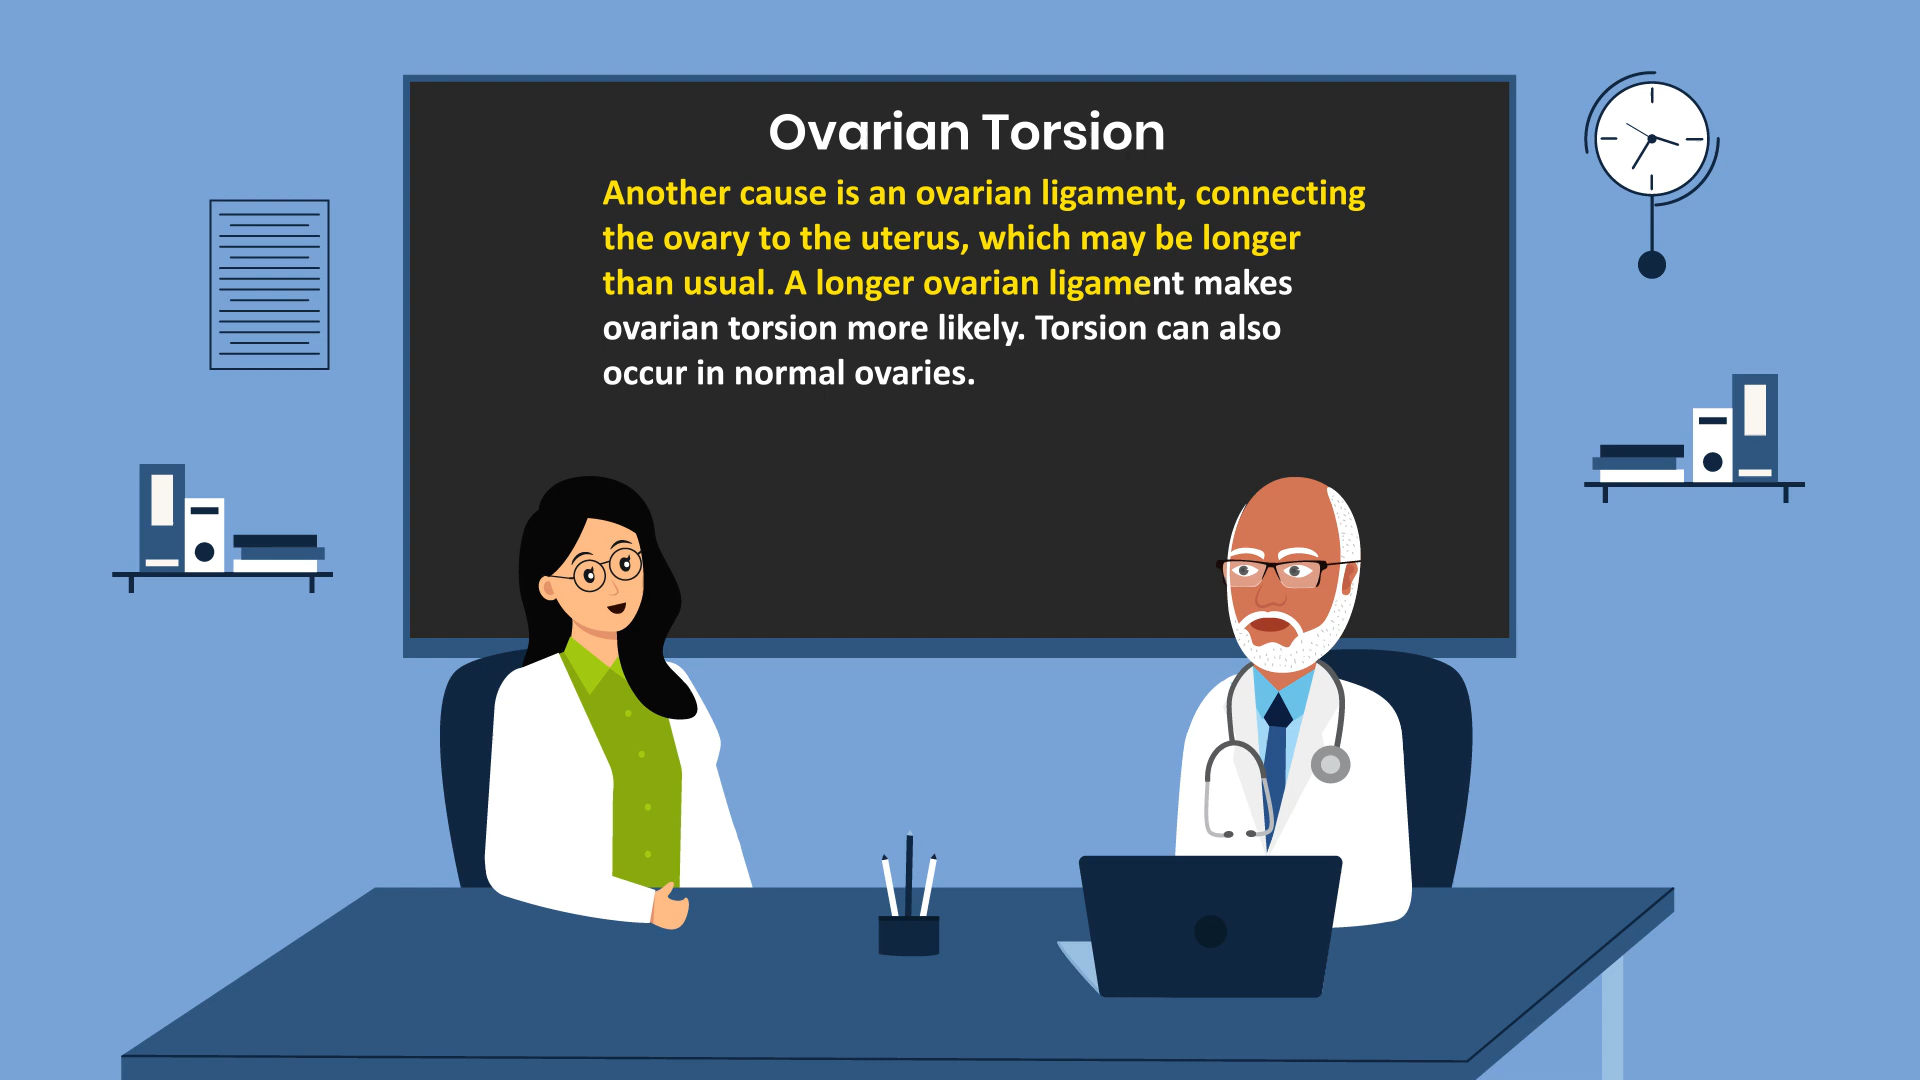 Ovarian Torsion
Another cause is an ovarian ligament, connecting
the ovary to the uterus, which may be longer
than usual. A longer ovarian ligament makes
ovarian torsion more likely. Torsion can also
occur in normal ovaries.